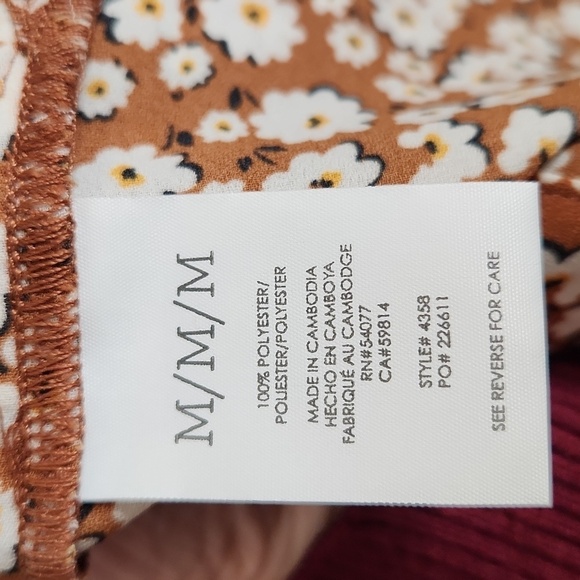 M/M/M
100% POLYESTER/
POLIESTER/POLYESTER
MADE IN CAMBODIA
HECHO EN CAMBOYA
FABRIQUÉ AU CAMBODGE
RN#54077
CA#59814
STYLE# 4358
PO# 226611
SEE REVERSE FOR CARE